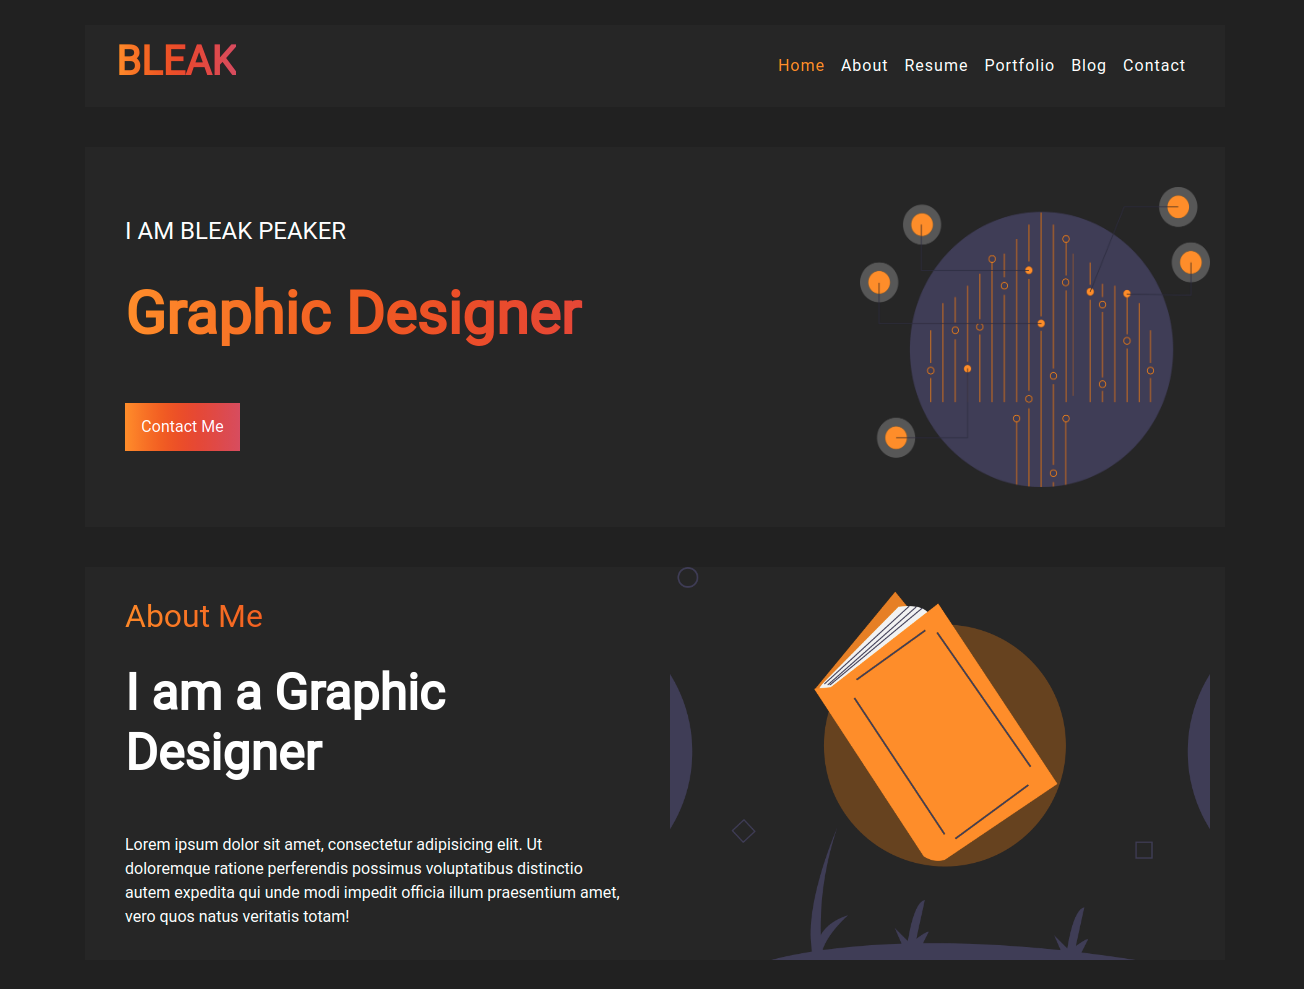 BLEAK
Home About Resume Portfolio Blog Contact
I AM BLEAK PEAKER
Graphic Designer
Contact Me
About Me
I am a Graphic
Designer
Lorem ipsum dolor sit amet, consectetur adipisicing elit. Ut
doloremque ratione perferendis possimus voluptatibus distinctio
autem expedita qui unde modi impedit officia illum praesentium amet,
vero quos natus veritatis totam!